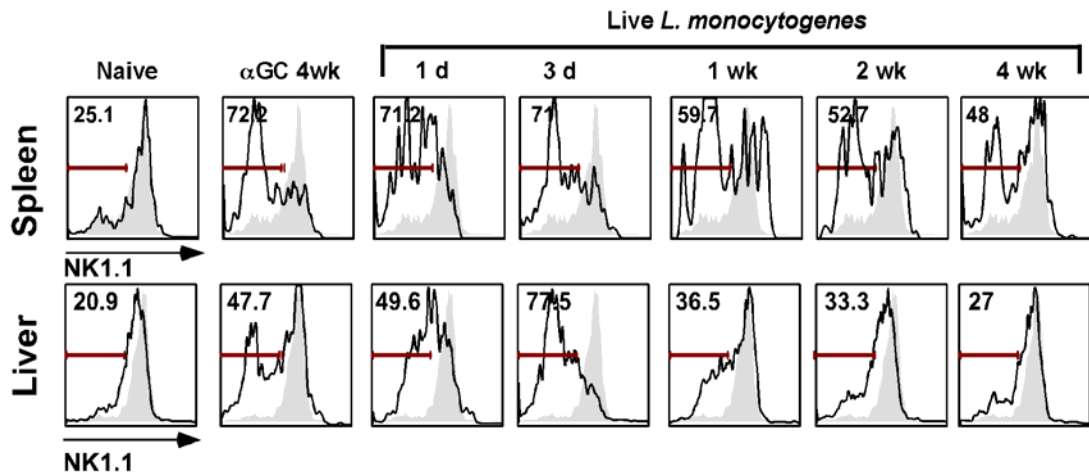 Live L. monocytogenes
Naive αGC 4wk 1 d 3 d 1 wk 2 wk 4 wk
Spleen
25.1 72.2 71.2 71 59.7 52.7 48
NK1.1
Liver
20.9 47.7 49.6 77.5 36.5 33.3 27
NK1.1